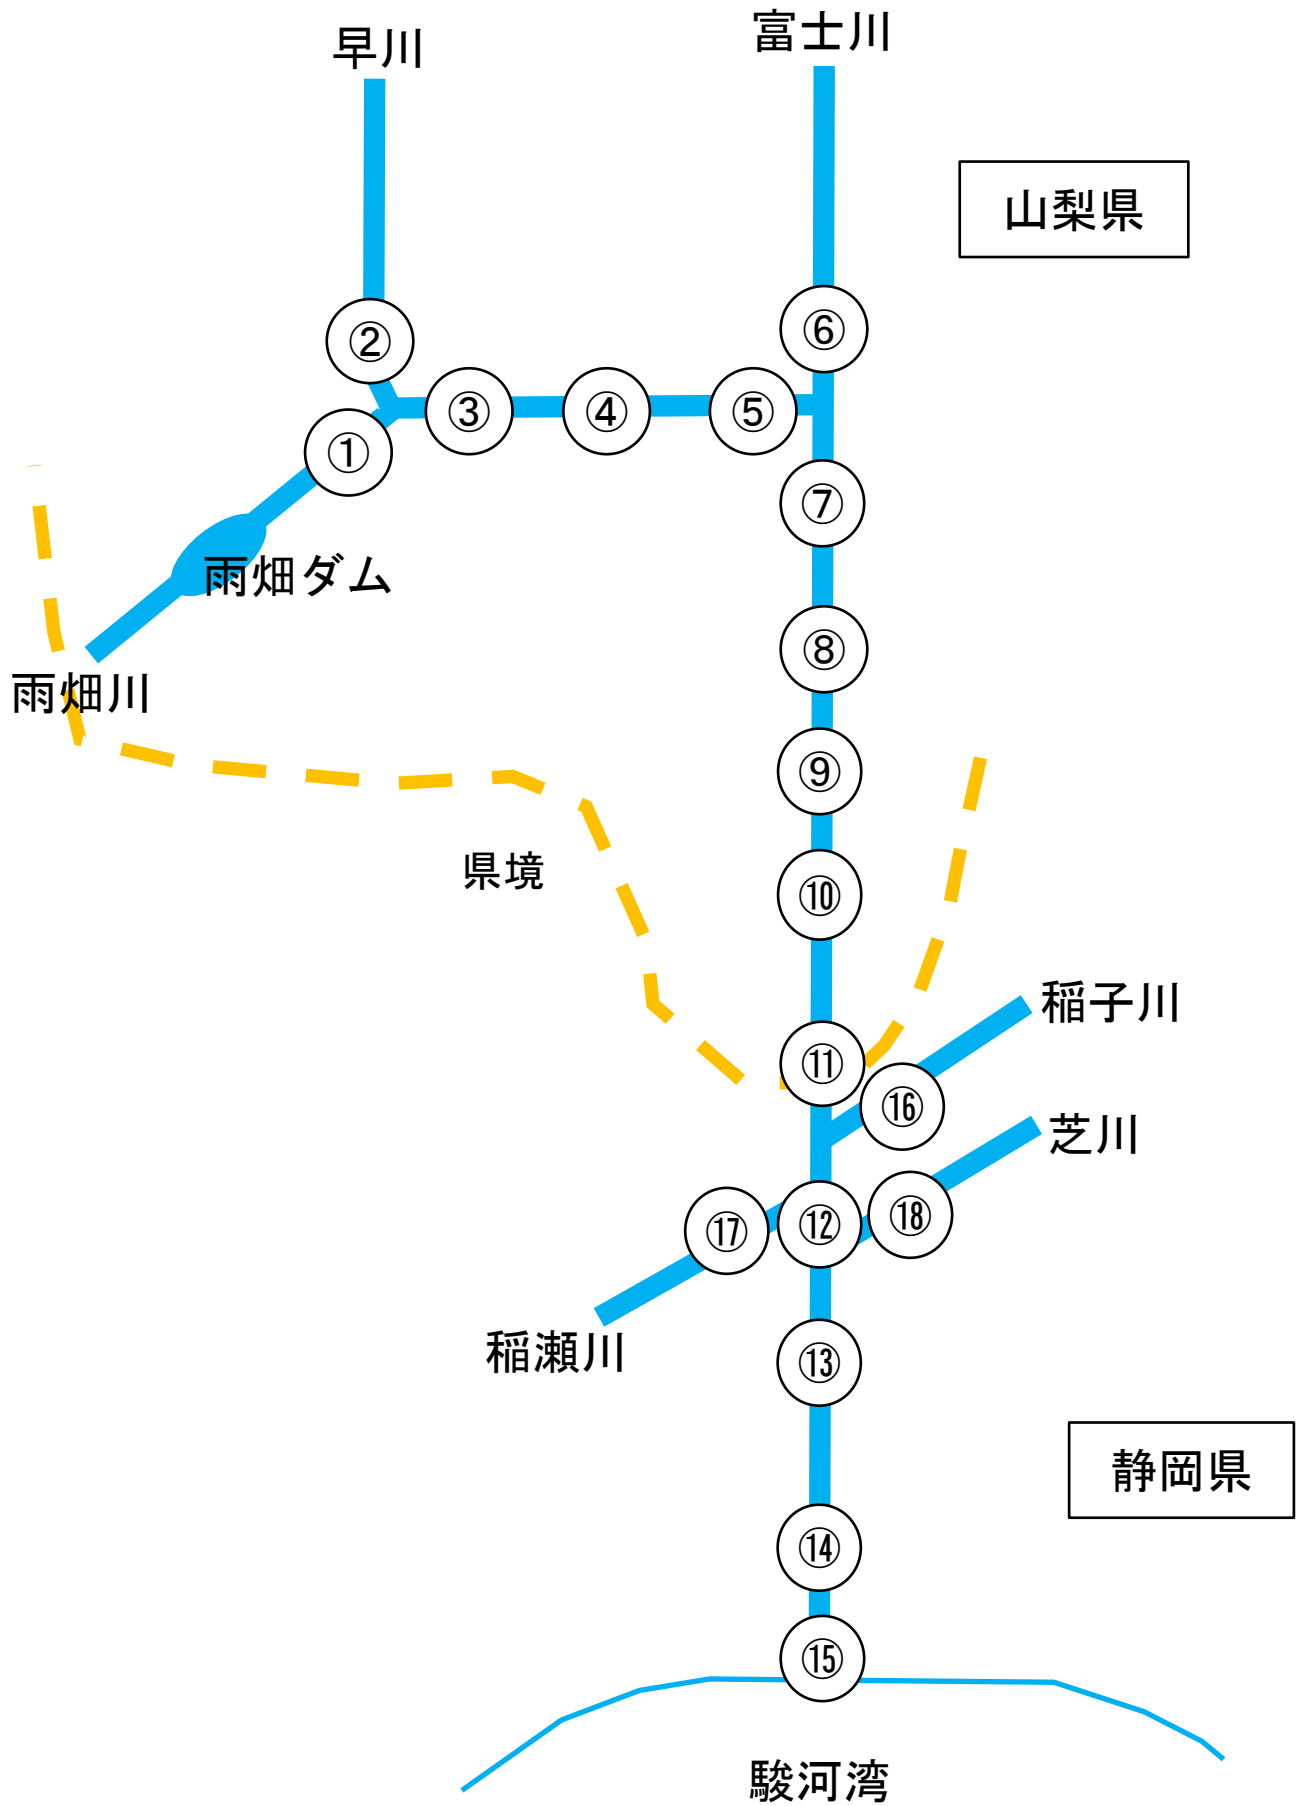 早川
富士川
山梨県
⑥
②
③
④
⑤
①
⑦
雨畑ダム
⑧
雨畑川
⑨
県境
⑩
稲子川
⑪
⑯
芝川
⑰
⑫
⑱
稲瀬川
⑬
静岡県
⑭
⑮
駿河湾